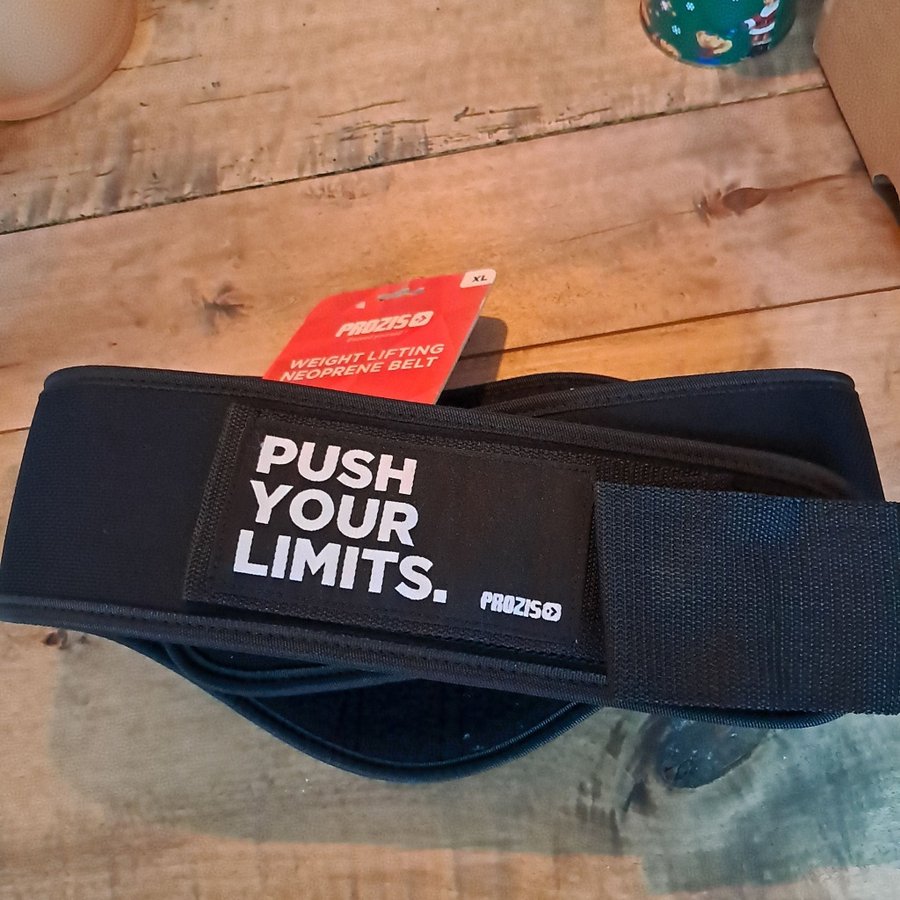 XL
PROZIS
WEIGHT LIFTING
NEOPRENE BELT
PUSH
YOUR
LIMITS.
PROZIS